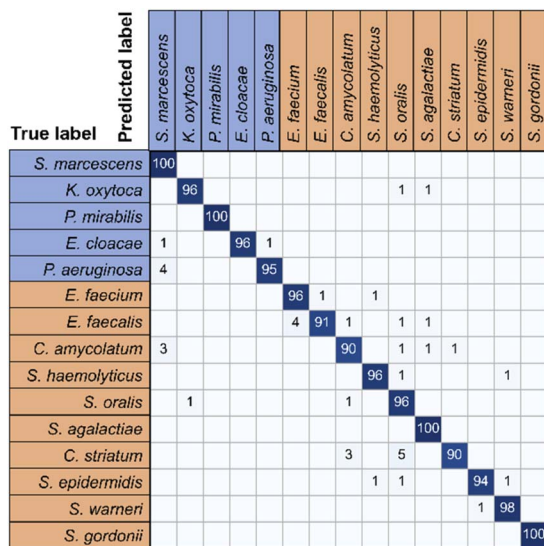 Predicted label
S. marcescens
K. oxytoca
P. mirabilis
E. cloacae
P. aeruginosa
E. faecium
E. faecalis
C. amycolatum
S. haemolyticus
S. oralis
S. agalactiae
C. striatum
S. epidermidis
S. warneri
S. gordonii
True label
S. marcescens 100
K. oxytoca 96 1 1
P. mirabilis 100
E. cloacae 1 96 1
P. aeruginosa 4 95
E. faecium 96 1 1
E. faecalis 4 91 1 1 1
C. amycolatum 3 90 1 1 1
S. haemolyticus 96 1 1
S. oralis 1 1 96
S. agalactiae 100
C. striatum 3 5 90
S. epidermidis 1 1 94 1
S. warneri 1 98
S. gordonii 100